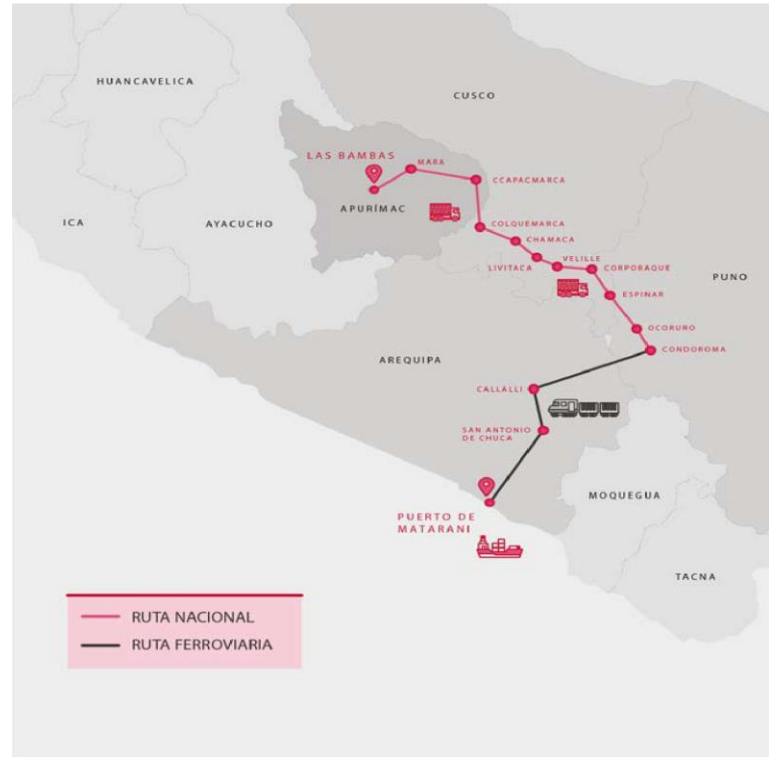 HUANCAVELICA
CUSCO
LAS BAMBAS
MARA
CCAPACMARCA
APURÍMAC
ICA
AYACUCHO
COLQUEMARCA
CHAMACA
VELILLE
LIVITACA
CORPORAQUE
PUNO
ESPINAR
OCORURO
AREQUIPA
CONDOROMA
CALLALLI
SAN ANTONIO
DE CHUCA
MOQUEGUA
PUERTO DE
MATARANI
TACNA
RUTA NACIONAL
RUTA FERROVIARIA